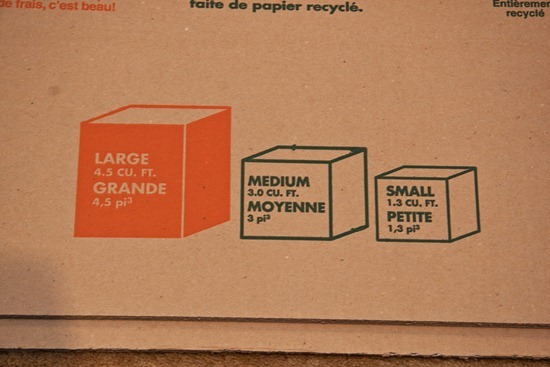 de frais, c'est beau!
faite de papier recyclé.
Entièrement
recyclé
LARGE
4.5 CU. FT.
GRANDE
4,5 pi³
MEDIUM
3.0 CU. FT.
MOYENNE
3 pi³
SMALL
1.3 CU. FT.
PETITE
1,3 pi³